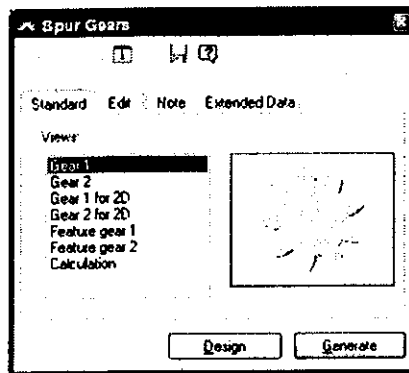 Spur Gears
Standard Edit Note Extended Data
Views:
Gear 1
Gear 2
Gear 1 for 2D
Gear 2 for 2D
Feature gear 1
Feature gear 2
Calculation
Design Generate